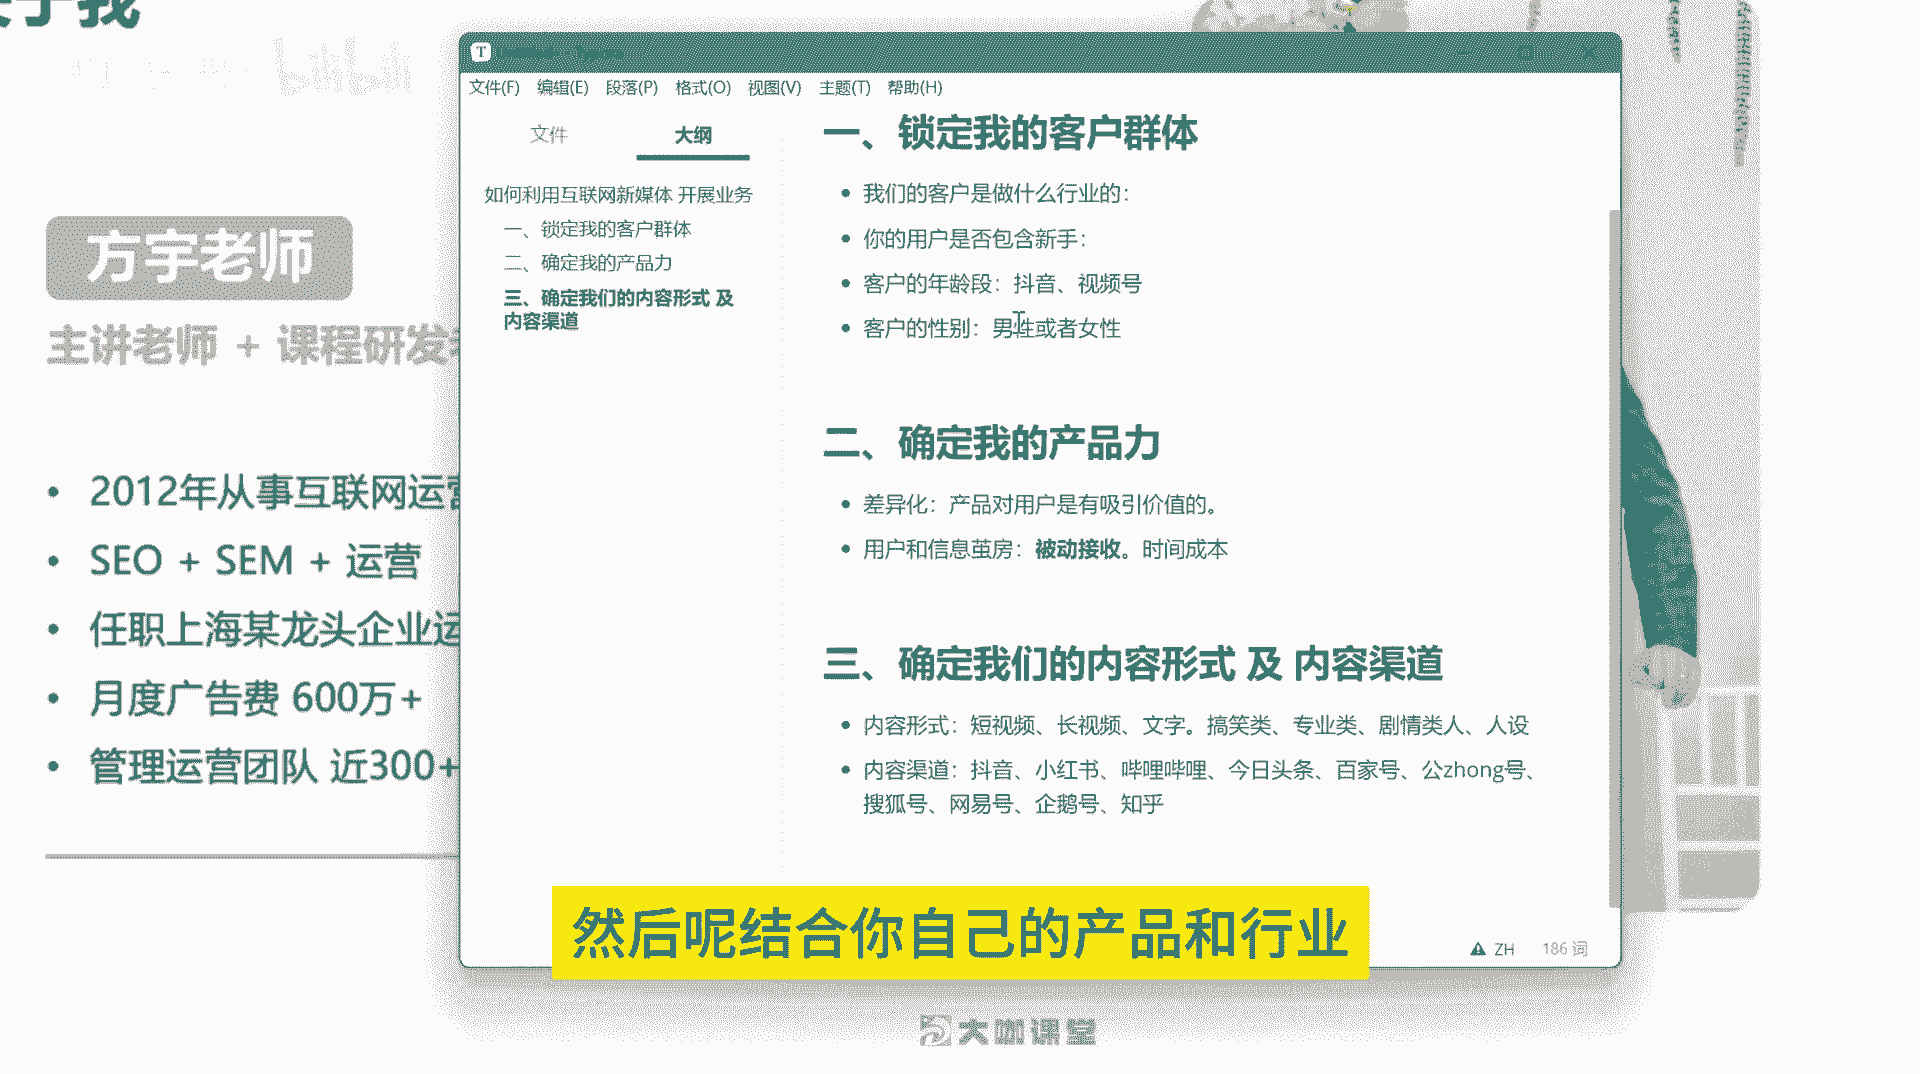 于我
bilibili
方宇老师
主讲老师 + 课程研发
2012年从事互联网运营
SEO + SEM + 运营
任职上海某龙头企业运
月度广告费 600万+
管理运营团队 近300+
T
文件(F) 编辑(E) 段落(P) 格式(O) 视图(V) 主题(T) 帮助(H)
文件 大纲
如何利用互联网新媒体 开展业务
一、锁定我的客户群体
二、确定我的产品力
三、确定我们的内容形式 及
内容渠道
一、锁定我的客户群体
我们的客户是做什么行业的：
你的用户是否包含新手：
客户的年龄段：抖音、视频号
客户的性别：男性或者女性
二、确定我的产品力
差异化：产品对用户是有吸引价值的。
用户和信息茧房：被动接收。时间成本
三、确定我们的内容形式 及 内容渠道
内容形式：短视频、长视频、文字。搞笑类、专业类、剧情类人、人设
内容渠道：抖音、小红书、哔哩哔哩、今日头条、百家号、公zhong号、
搜狐号、网易号、企鹅号、知乎
ZH 186 词
然后呢结合你自己的产品和行业
大咖课堂